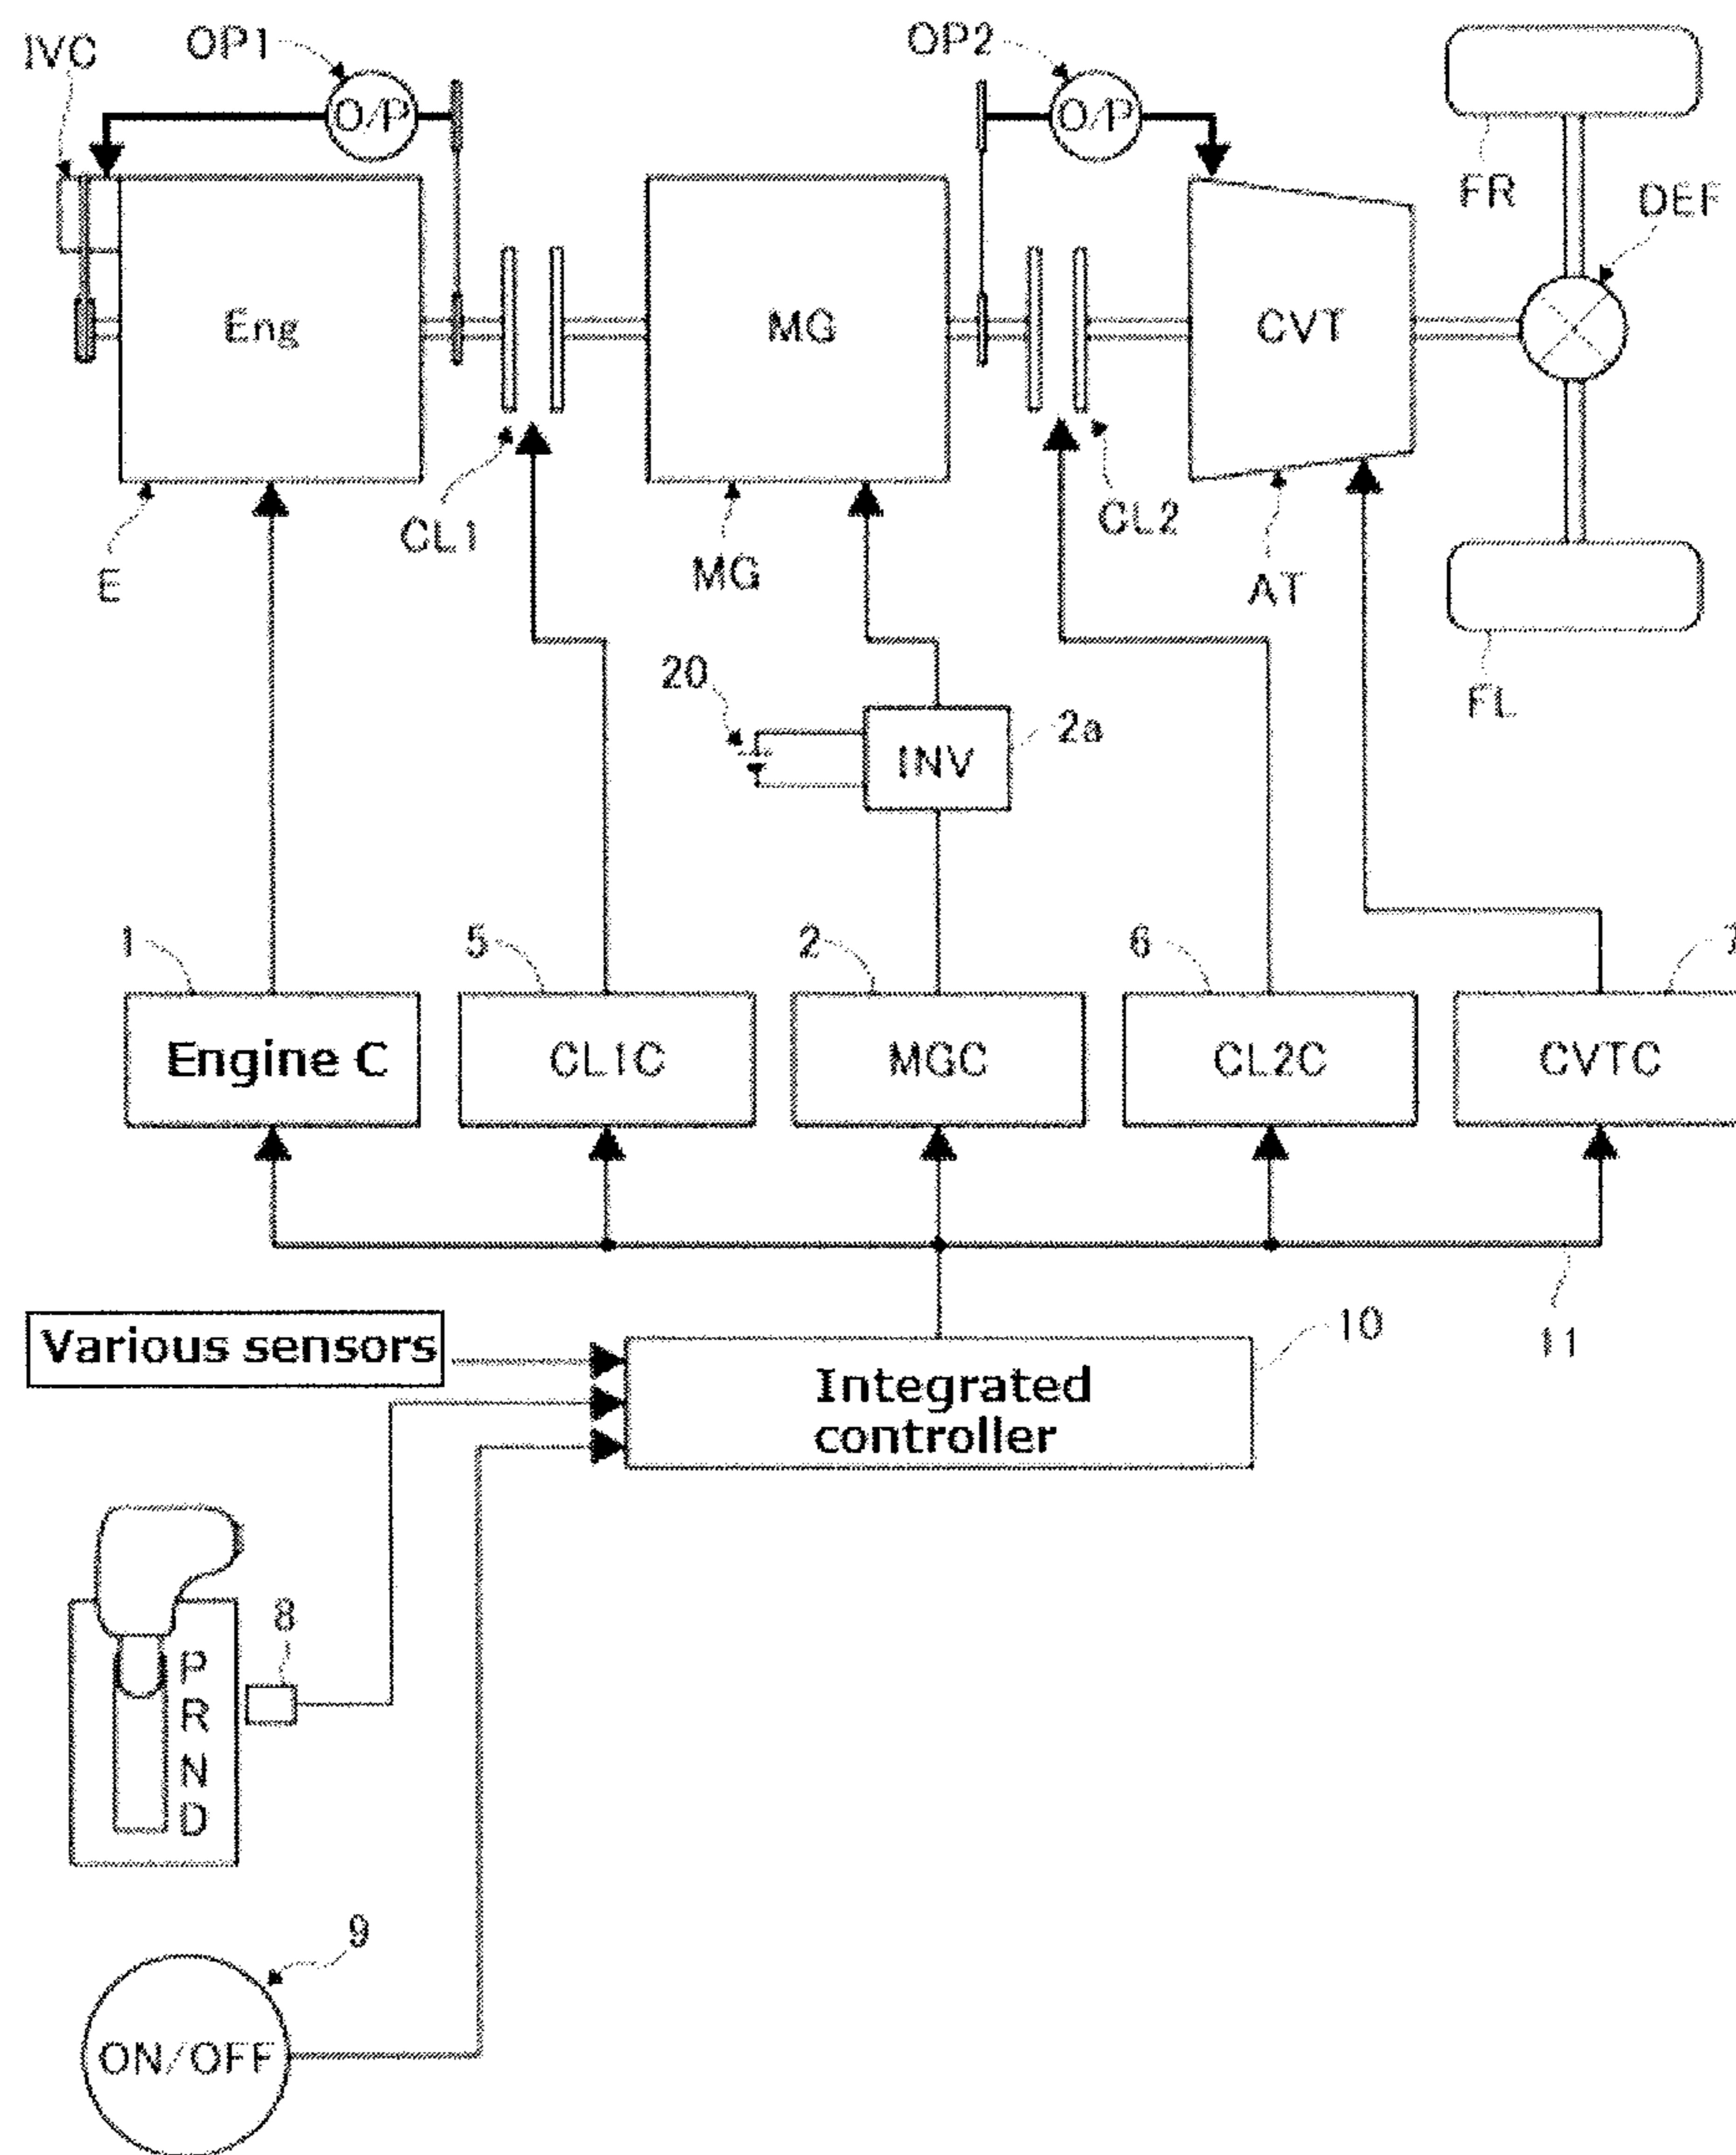 IVC
OP1
OP2
O/P
O/P
FR
DEF
Eng
MG
CVT
E
CL1
MG
CL2
AT
FL
20
INV
2a
1
5
2
6
7
Engine C
CL1C
MGC
CL2C
CVTC
Various sensors
Integrated
controller
10
11
P
R
N
D
8
9
ON/OFF